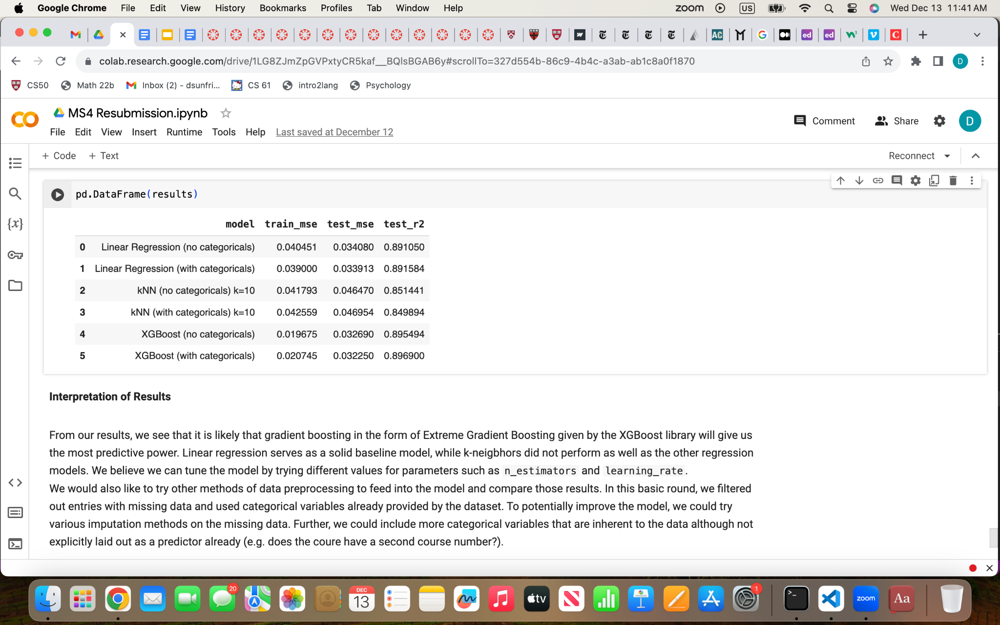 Google Chrome File Edit View History Bookmarks Profiles Tab Window Help zoom US Wed Dec 13 11:41 AM
AC ed ed C
colab.research.google.com/drive/1LG8ZJmZpGVPxtyCR5kaf__BQlsBGAB6y#scrollTo=327d554b-86c9-4b4c-a3ab-ab1c8a0f1870 D
CS50 Math 22b Inbox (2) - dsunfri... CS 61 intro2lang Psychology
MS4 Resubmission.ipynb
Comment Share D
File Edit View Insert Runtime Tools Help Last saved at December 12
+ Code + Text Reconnect
pd.DataFrame(results)
model train_mse test_mse test_r2
0 Linear Regression (no categoricals) 0.040451 0.034080 0.891050
1 Linear Regression (with categoricals) 0.039000 0.033913 0.891584
2 kNN (no categoricals) k=10 0.041793 0.046470 0.851441
3 kNN (with categoricals) k=10 0.042559 0.046954 0.849894
4 XGBoost (no categoricals) 0.019675 0.032690 0.895494
5 XGBoost (with categoricals) 0.020745 0.032250 0.896900
Interpretation of Results
From our results, we see that it is likely that gradient boosting in the form of Extreme Gradient Boosting given by the XGBoost library will give us
the most predictive power. Linear regression serves as a solid baseline model, while k-neigbhors did not perform as well as the other regression
models. We believe we can tune the model by trying different values for parameters such as n_estimators and learning_rate.
We would also like to try other methods of data preprocessing to feed into the model and compare those results. In this basic round, we filtered
out entries with missing data and used categorical variables already provided by the dataset. To potentially improve the model, we could try
various imputation methods on the missing data. Further, we could include more categorical variables that are inherent to the data although not
explicitly laid out as a predictor already (e.g. does the coure have a second course number?).
20 DEC 13 tv 1 zoom Aa